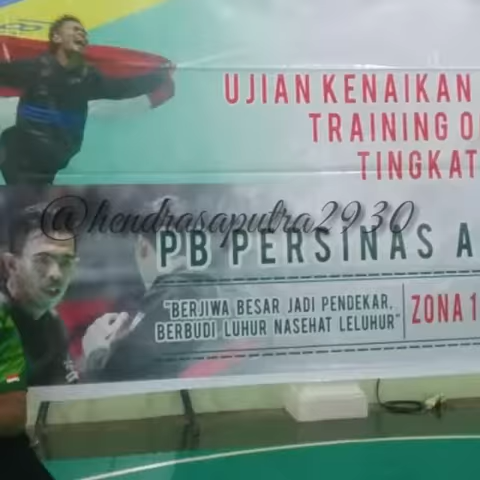 UJIAN KENAIKAN
TRAINING O
TINGKAT
@hendrasaputra2930
PB PERSINAS A
"BERJIWA BESAR JADI PENDEKAR,
BERBUDI LUHUR NASEHAT LELUHUR"
ZONA 1